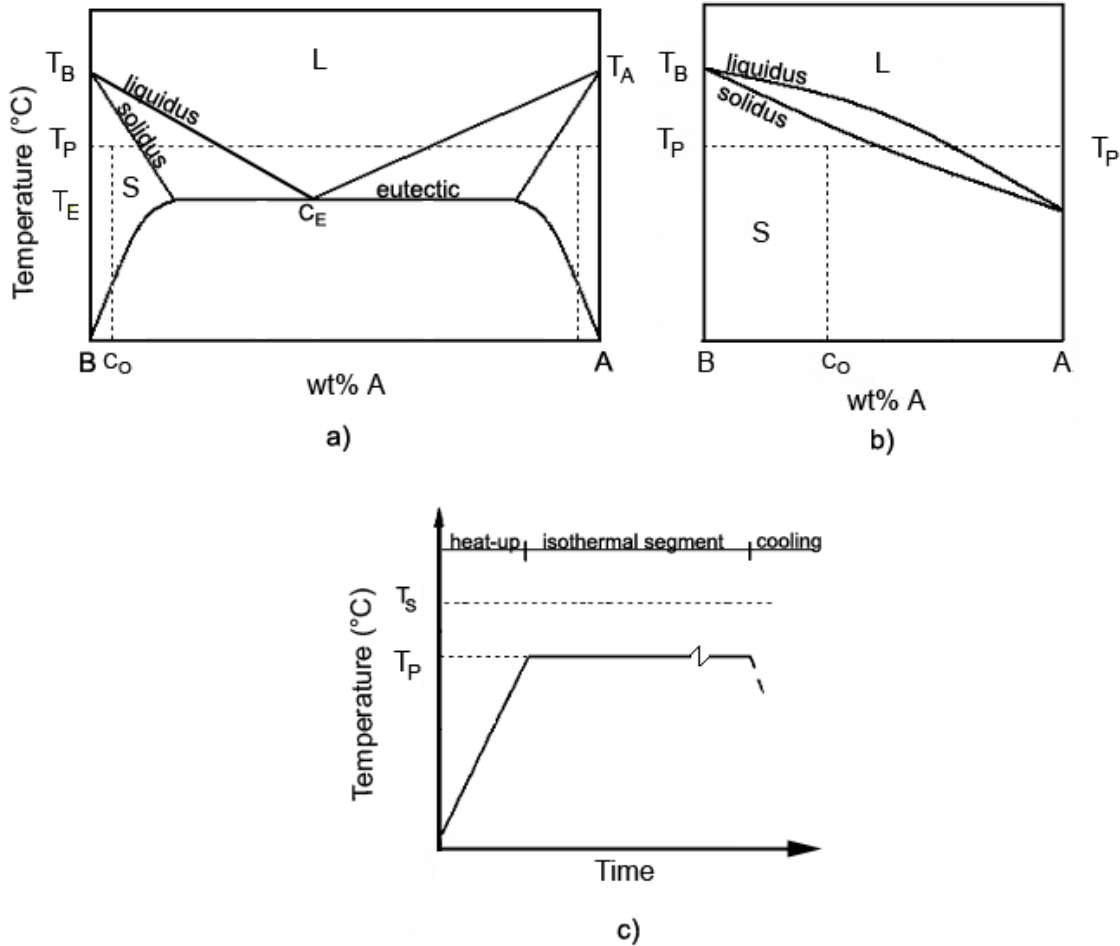 L
T_B
T_A
liquidus
solidus
T_P
S
T_E
eutectic
C_E
Temperature (°C)
B
C_O
A
wt% A
a)
L
T_B
liquidus
solidus
T_P
T_P
S
B
C_O
A
wt% A
b)
heat-up
isothermal segment
cooling
T_S
T_P
Temperature (°C)
Time
c)